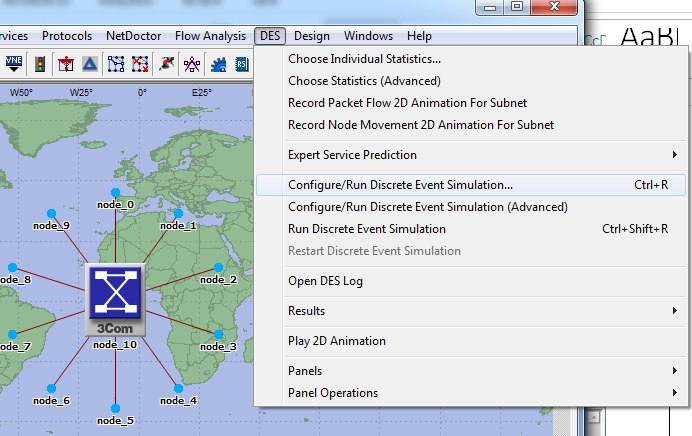 rvices Protocols NetDoctor Flow Analysis DES Design Windows Help
AaBl
VNE
RS
W50° W25° 0° E25°
Choose Individual Statistics...
Choose Statistics (Advanced)
Record Packet Flow 2D Animation For Subnet
Record Node Movement 2D Animation For Subnet
Expert Service Prediction
Configure/Run Discrete Event Simulation... Ctrl+R
Configure/Run Discrete Event Simulation (Advanced)
Run Discrete Event Simulation Ctrl+Shift+R
Restart Discrete Event Simulation
Open DES Log
Results
Play 2D Animation
Panels
Panel Operations
node_0
node_9 node_1
node_8 node_2
3Com
node_10
node_7 node_3
node_6 node_4
node_5